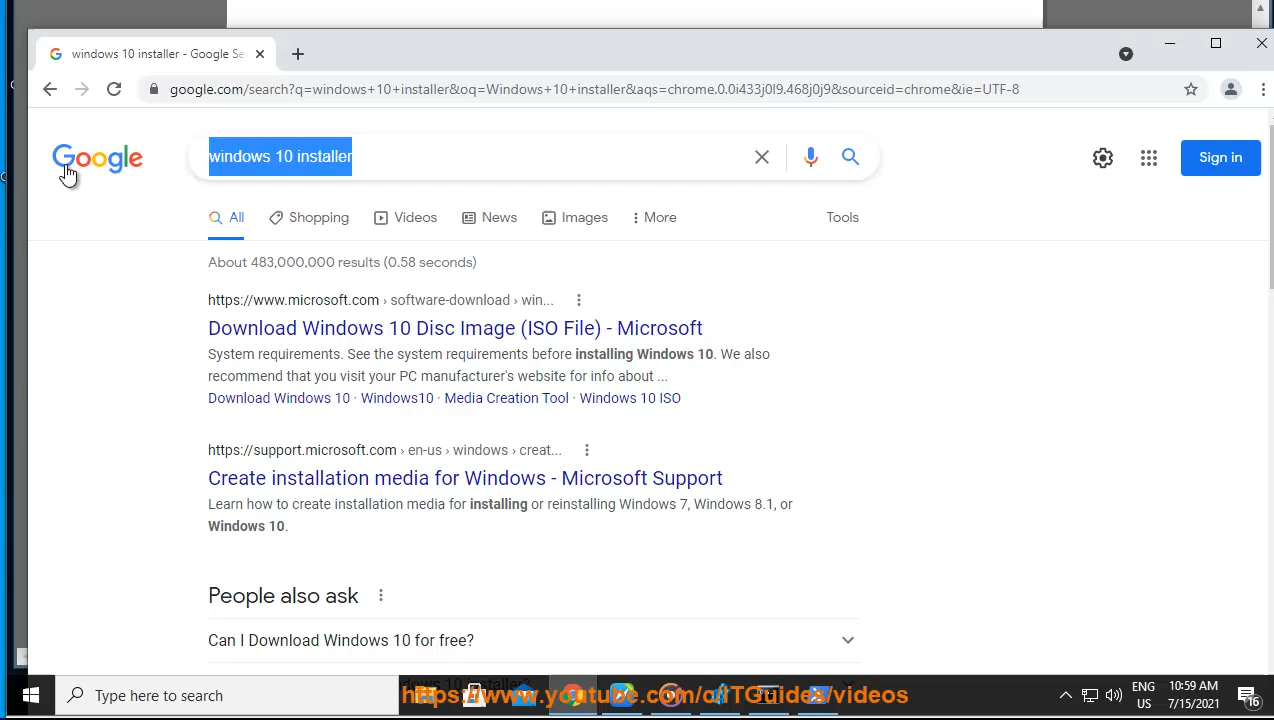 windows 10 installer - Google Se
google.com/search?q=windows+10+installer&oq=Windows+10+installer&aqs=chrome.0.0i433j0l9.468j0j9&sourceid=chrome&ie=UTF-8
Google
windows 10 installer
Sign in
All
Shopping
Videos
News
Images
More
Tools
About 483,000,000 results (0.58 seconds)
https://www.microsoft.com › software-download › win...
Download Windows 10 Disc Image (ISO File) - Microsoft
System requirements. See the system requirements before installing Windows 10. We also
recommend that you visit your PC manufacturer's website for info about ...
Download Windows 10 · Windows10 · Media Creation Tool · Windows 10 ISO
https://support.microsoft.com › en-us › windows › creat...
Create installation media for Windows - Microsoft Support
Learn how to create installation media for installing or reinstalling Windows 7, Windows 8.1, or
Windows 10.
People also ask
Can I Download Windows 10 for free?
Type here to search
https://www.youtube.com/c/ITGuides/videos
ENG
US
10:59 AM
7/15/2021
16